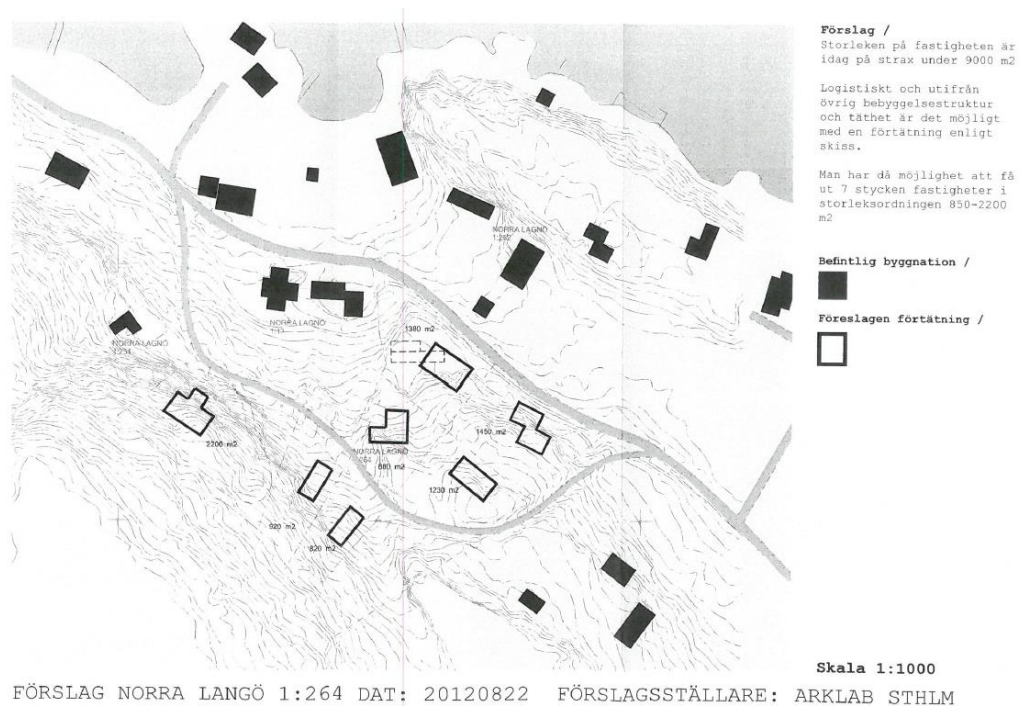 Förslag /
Storleken på fastigheten är
idag på strax under 9000 m2
Logistiskt och utifrån
övrig bebyggelsestruktur
och täthet är det möjligt
med en förtätning enligt
skiss.
Man har då möjlighet att få
ut 7 stycken fastigheter i
storleksordningen 850-2200
m2
Befintlig byggnation /
Föreslagen förtätning /
NORRA LAGNÖ
NORRA LAGNÖ
NORRA LAGNÖ
1380 m2
1450 m2
2200 m2
NORRA LAGNÖ
880 m2
1230 m2
920 m2
820 m2
Skala 1:1000
FÖRSLAG NORRA LANGÖ 1:264 DAT: 20120822 FÖRSLAGSSTÄLLARE: ARKLAB STHLM